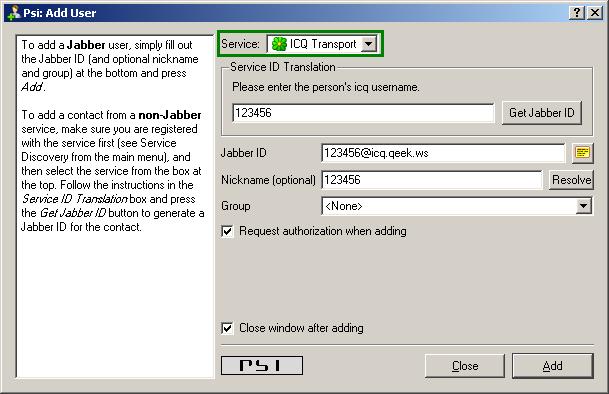 Psi: Add User
To add a Jabber user, simply fill out
the Jabber ID (and optional nickname
and group) at the bottom and press
Add.
To add a contact from a non-Jabber
service, make sure you are registered
with the service first (see Service
Discovery from the main menu), and
then select the service from the box at
the top. Follow the instructions in the
Service ID Translation box and press
the Get Jabber ID button to generate a
Jabber ID for the contact.
Service: ICQ Transport
Service ID Translation
Please enter the person's icq username.
123456 Get Jabber ID
Jabber ID 123456@icq.qeek.ws
Nickname (optional) 123456 Resolve
Group <None>
Request authorization when adding
Close window after adding
PSI Close Add